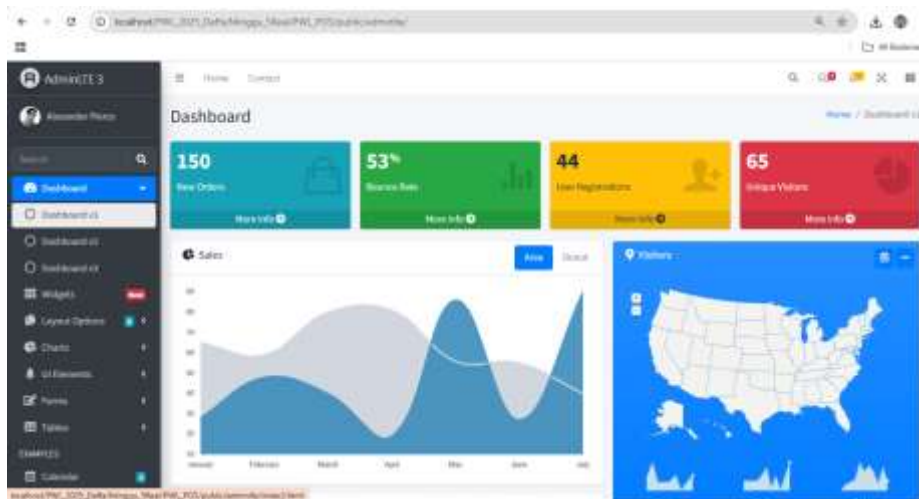 All Bookmarks
AdminLTE 3
Home Contact
Alexander Pierce
Dashboard
Home / Dashboard v1
Search
150
New Orders
More info
53%
Bounce Rate
More info
44
User Registrations
More info
65
Unique Visitors
More info
Dashboard
Dashboard v1
Dashboard v2
Dashboard v3
Widgets
New
Layout Options
Charts
UI Elements
Forms
Tables
EXAMPLES
Calendar
Sales
Area Donut
January February March April May June July
Visitors